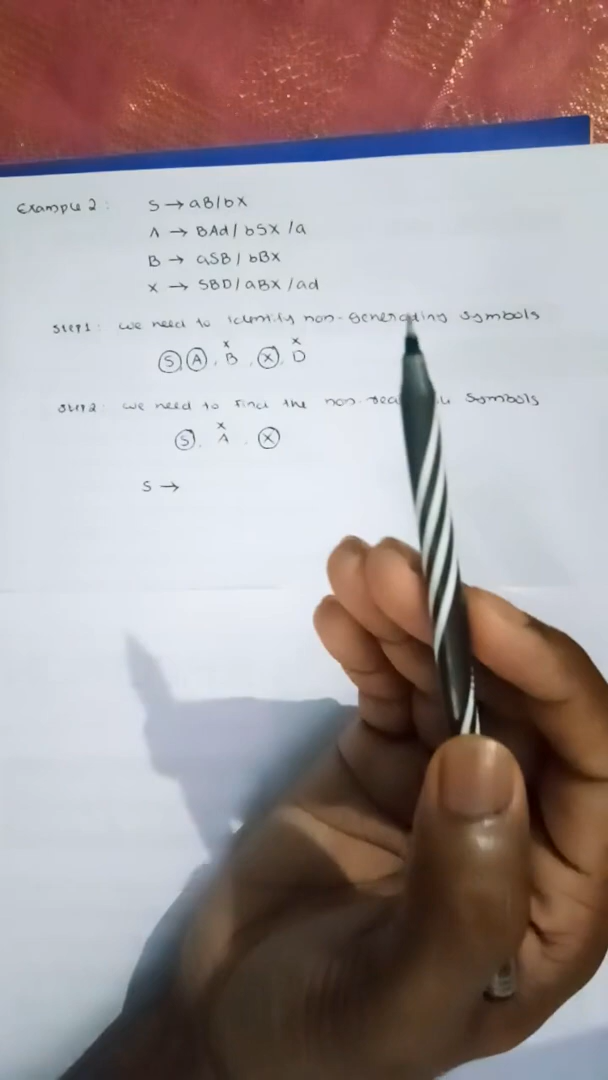 Example 2 : S → aB/bX
A → BAd/ bSX /a
B → aSB/ bBX
X → SBD/aBX/ad
Step1 : we need to identify non-generating symbols
S A , B , X , D
x x
Step2 : we need to find the non symbols
S , A , X
x
S →